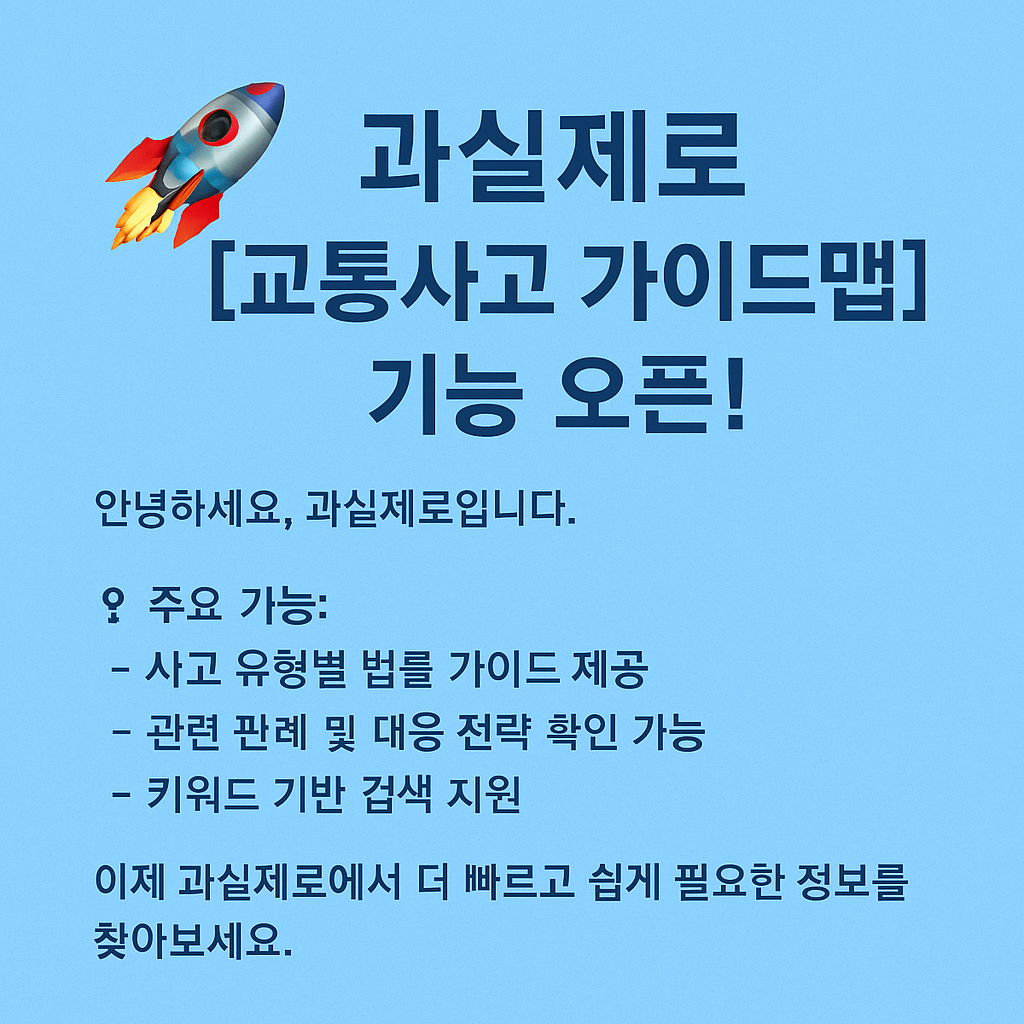 과실제로
[교통사고 가이드맵]
기능 오픈!
안녕하세요, 과실제로입니다.
주요 가능:
- 사고 유형별 법률 가이드 제공
- 관련 판례 및 대응 전략 확인 가능
- 키워드 기반 검색 지원
이제 과실제로에서 더 빠르고 쉽게 필요한 정보를
찾아보세요.